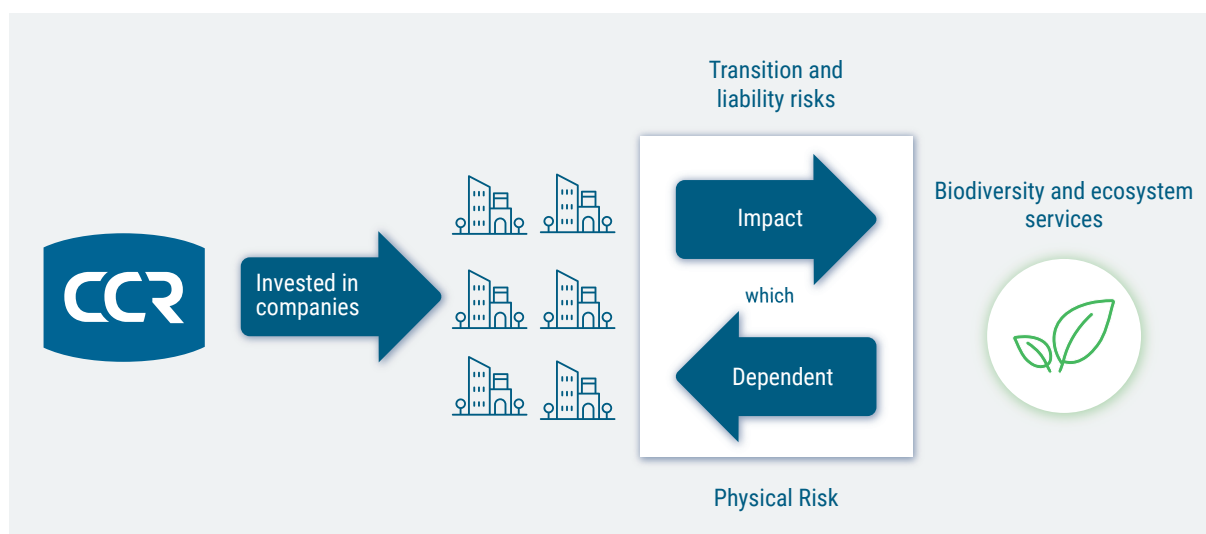 Transition and
liability risks
Biodiversity and ecosystem
services
Impact
CCR
Invested in
companies
which
Dependent
Physical Risk